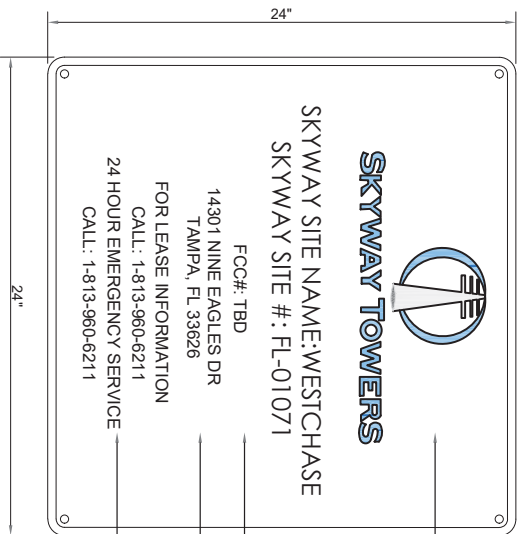 24"
SKYWAY TOWERS
SKYWAY SITE NAME:WESTCHASE
SKYWAY SITE #: FL-01071
FCC#: TBD
14301 NINE EAGLES DR
TAMPA, FL 33626
FOR LEASE INFORMATION
CALL: 1-813-960-6211
24 HOUR EMERGENCY SERVICE
CALL: 1-813-960-6211
24"